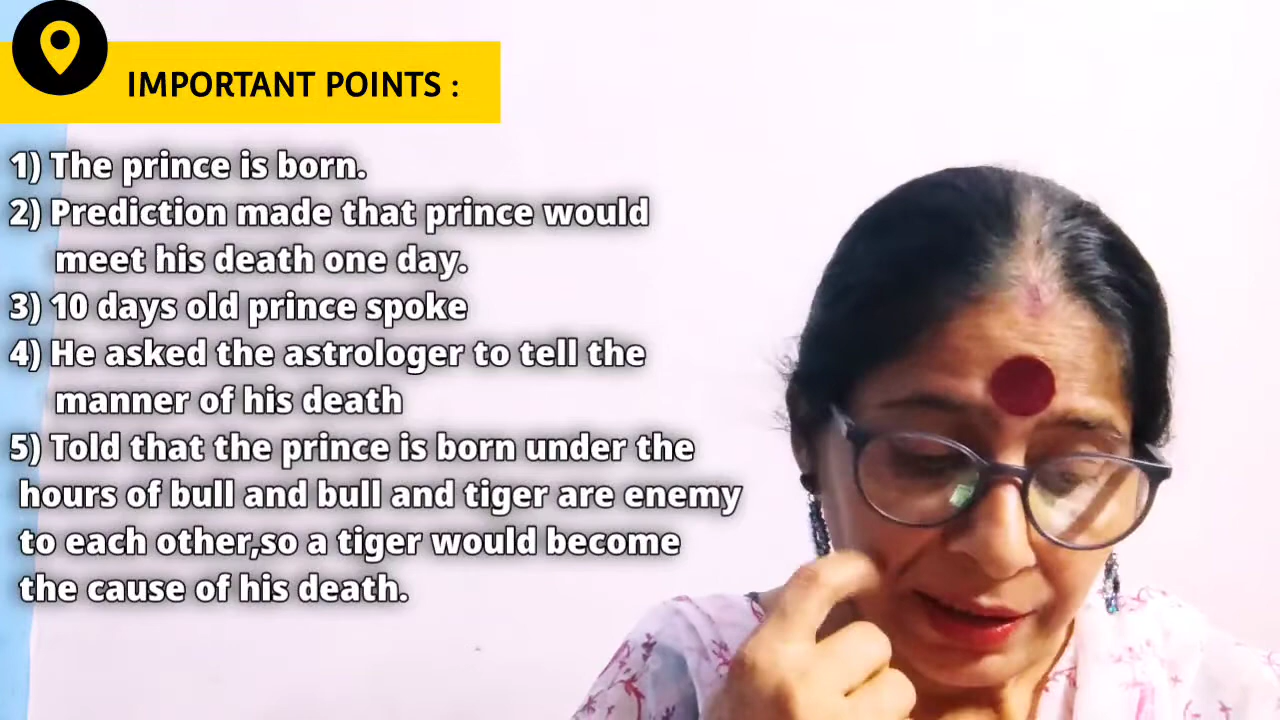 IMPORTANT POINTS :
1) The prince is born.
2) Prediction made that prince would
meet his death one day.
3) 10 days old prince spoke
4) He asked the astrologer to tell the
manner of his death
5) Told that the prince is born under the
hours of bull and bull and tiger are enemy
to each other,so a tiger would become
the cause of his death.